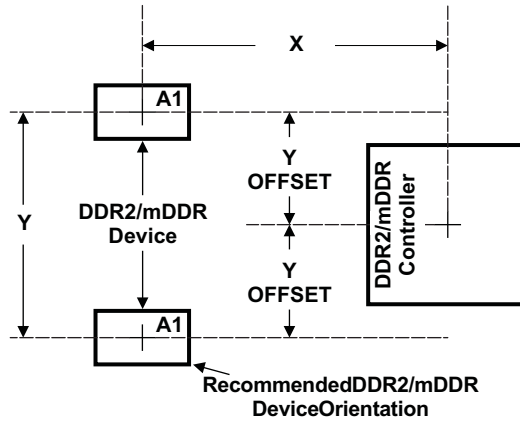 X
A1
Y
OFFSET
Y
DDR2/mDDR
Device
DDR2/mDDR
Controller
Y
OFFSET
A1
RecommendedDDR2/mDDR
DeviceOrientation